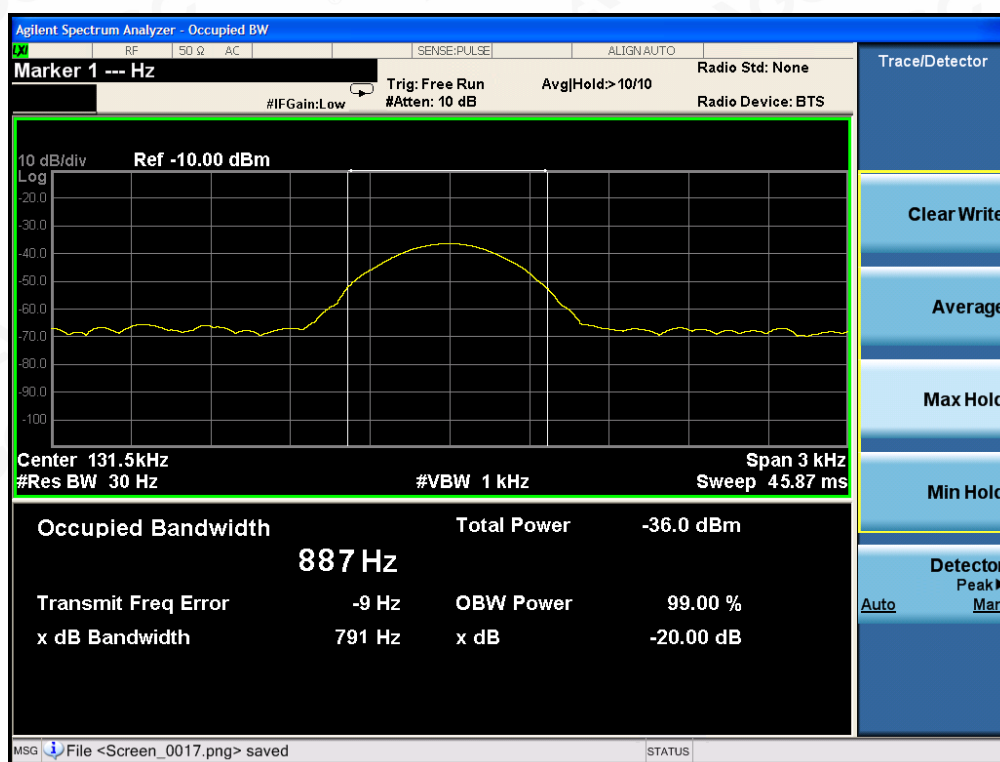 Agilent Spectrum Analyzer - Occupied BW
LXI RF 50 Ω AC SENSE:PULSE ALIGN AUTO
Marker 1 --- Hz
Trig: Free Run Avg|Hold:> 10/10 Radio Std: None
#IFGain:Low #Atten: 10 dB Radio Device: BTS
10 dB/div Ref -10.00 dBm
Log
-20.0
-30.0
-40.0
-50.0
-60.0
-70.0
-80.0
-90.0
-100
Center 131.5kHz Span 3 kHz
#Res BW 30 Hz #VBW 1 kHz Sweep 45.87 ms
Occupied Bandwidth Total Power -36.0 dBm
887 Hz
Transmit Freq Error -9 Hz OBW Power 99.00 %
x dB Bandwidth 791 Hz x dB -20.00 dB
MSG File <Screen_0017.png> saved STATUS
Trace/Detector
Clear Write
Average
Max Hold
Min Hold
Detector
Peak
Auto Man